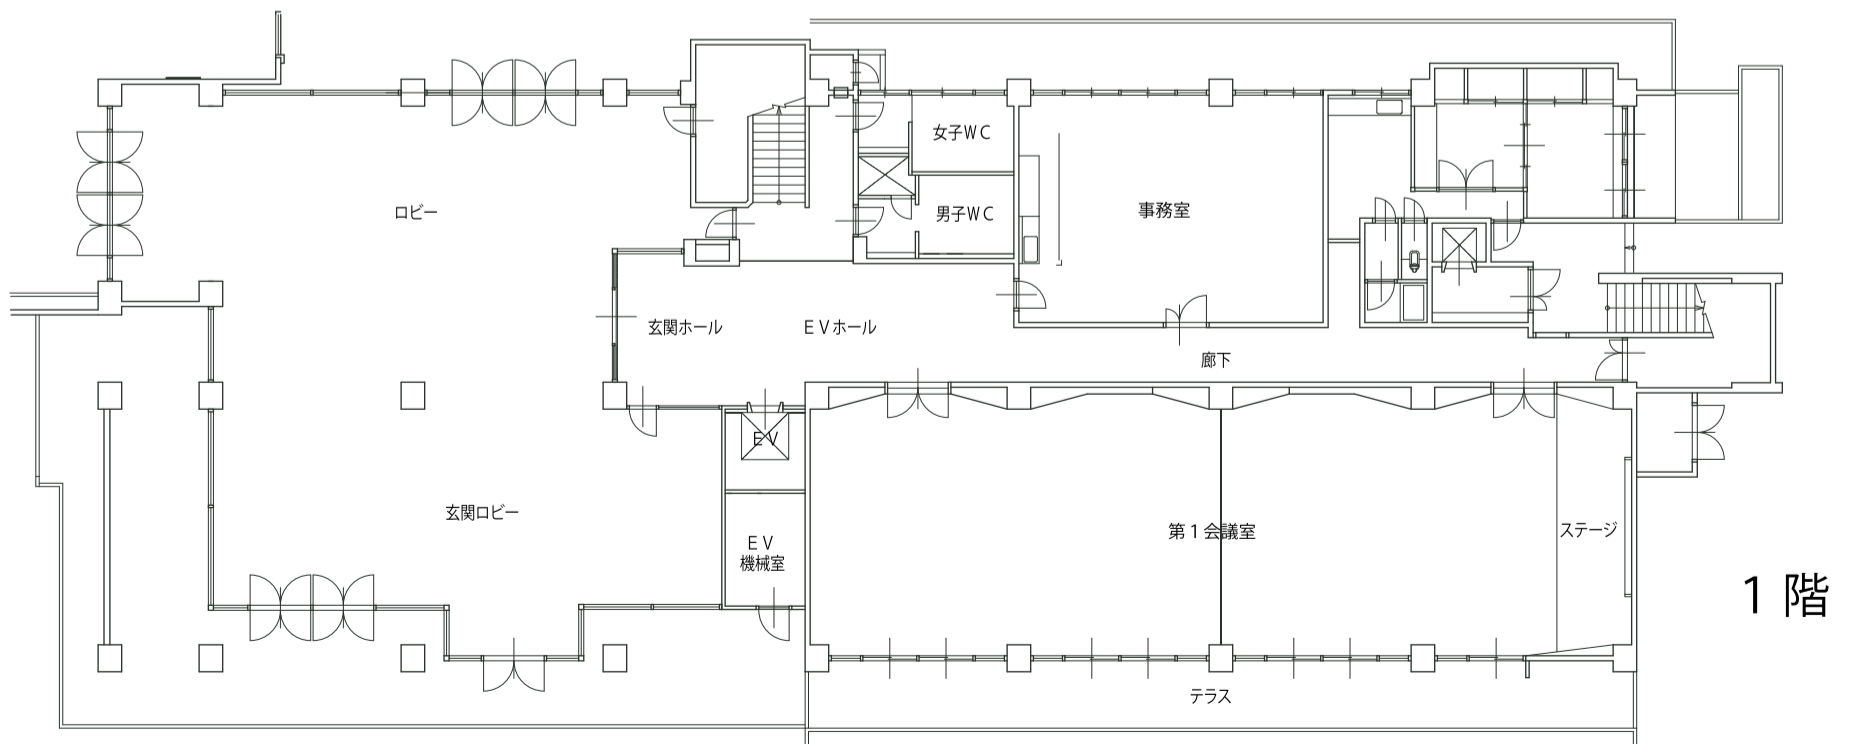 女子ＷＣ
ロビー
男子ＷＣ
事務室
玄関ホール
ＥＶホール
廊下
ＥＶ
玄関ロビー
第１会議室
ステージ
ＥＶ
機械室
１階
テラス